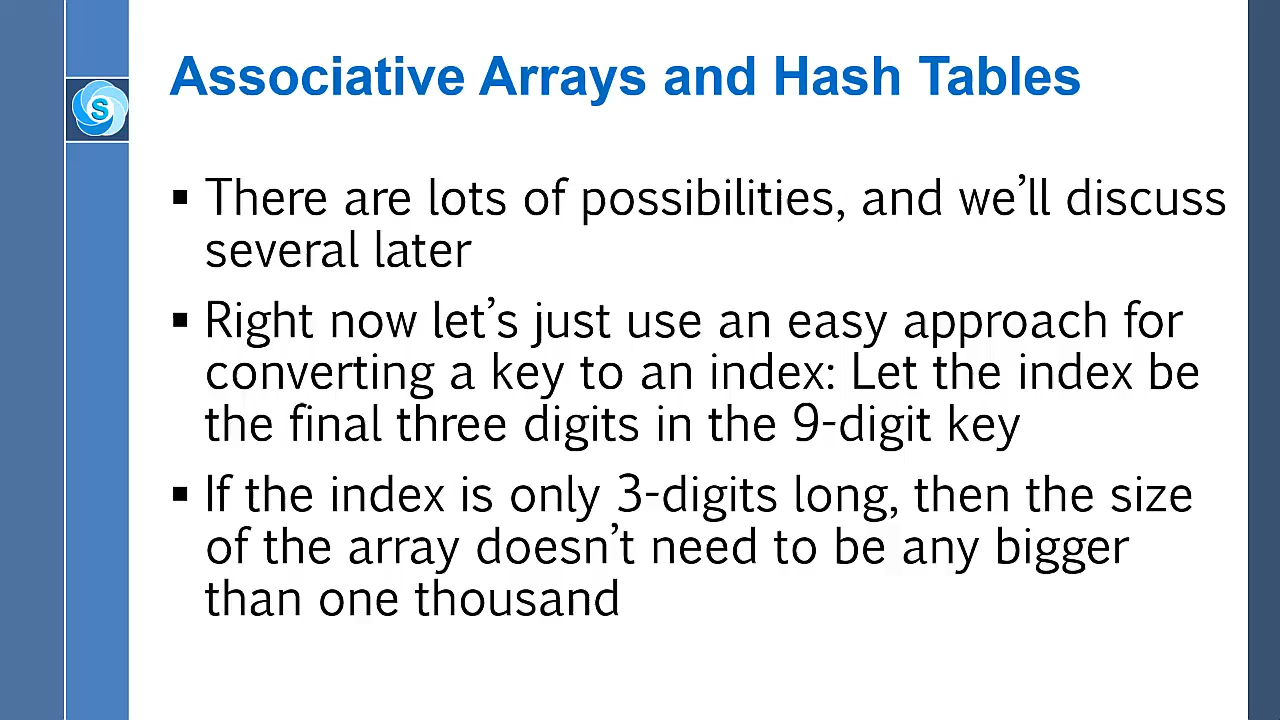 Associative Arrays and Hash Tables
S
▪ There are lots of possibilities, and we’ll discuss
several later
▪ Right now let’s just use an easy approach for
converting a key to an index: Let the index be
the final three digits in the 9-digit key
▪ If the index is only 3-digits long, then the size
of the array doesn’t need to be any bigger
than one thousand